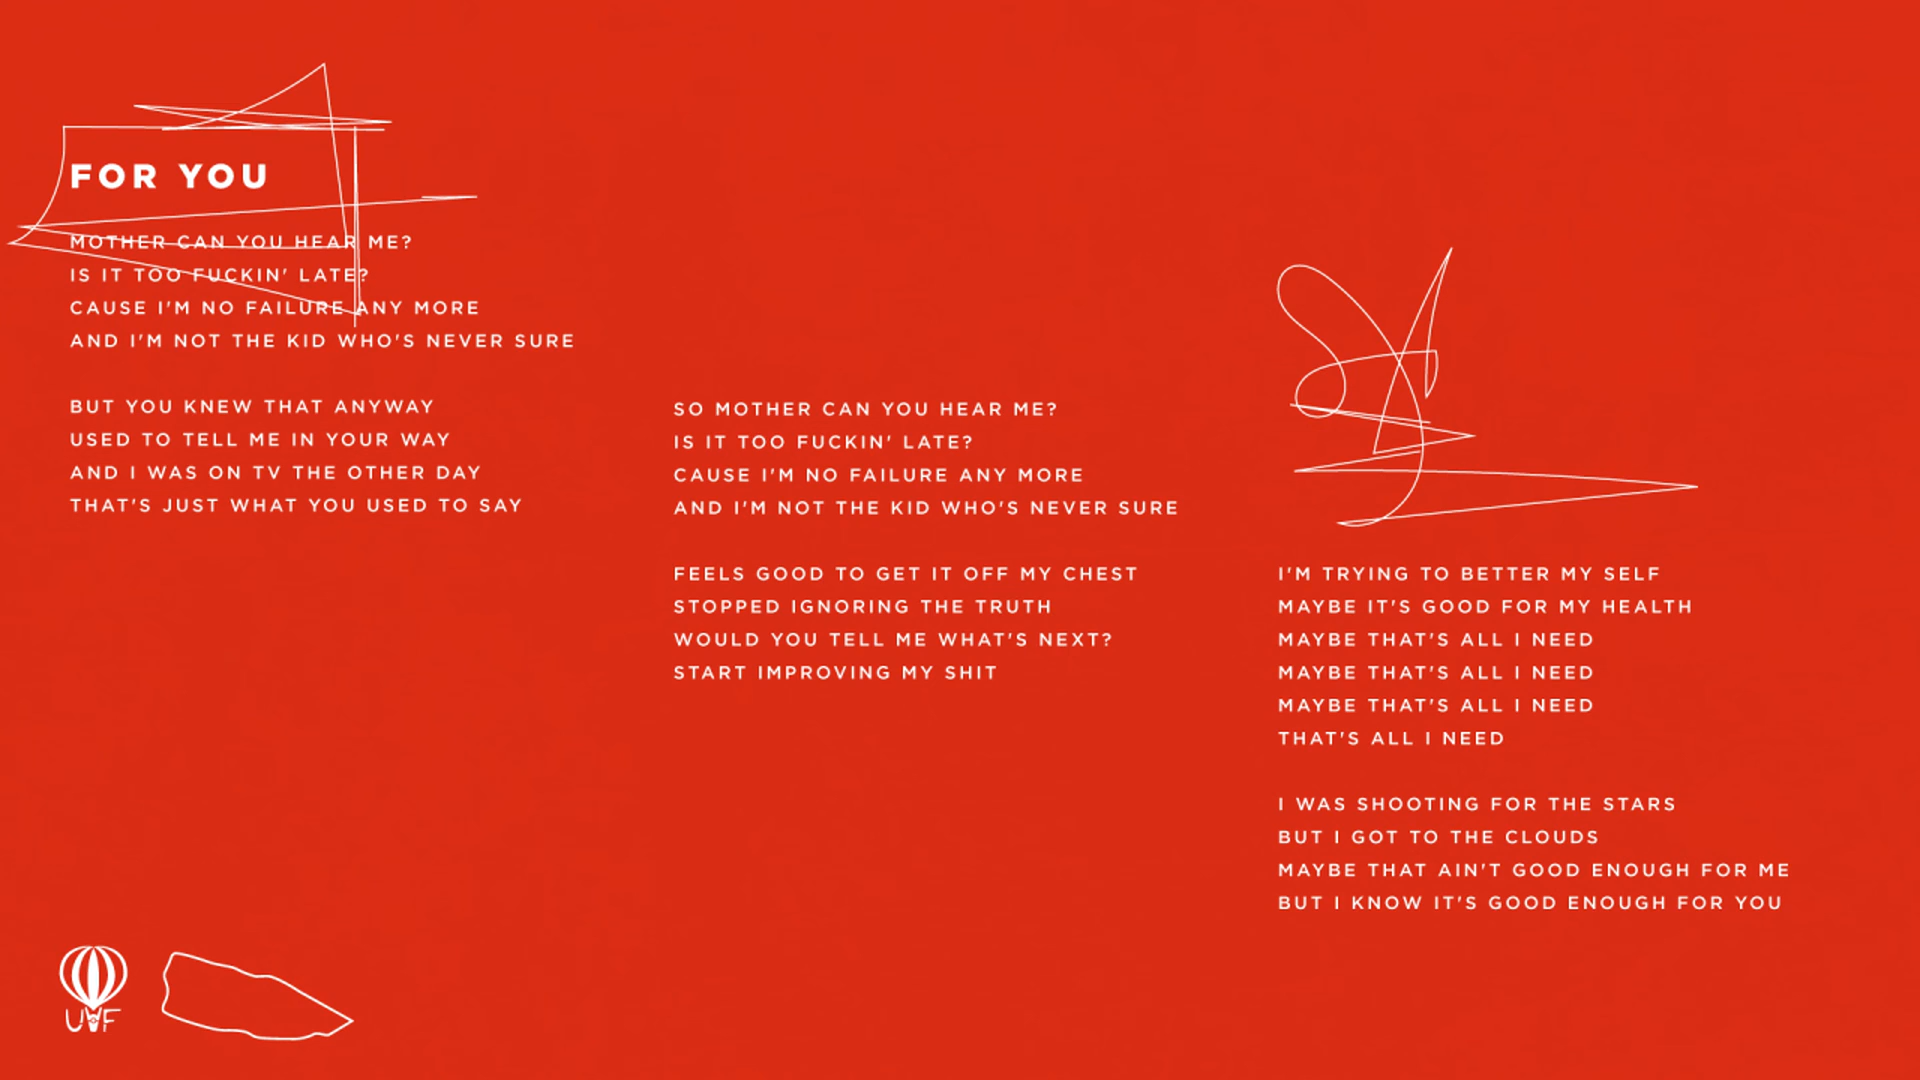 FOR YOU
MOTHER CAN YOU HEAR ME?
IS IT TOO FUCKIN' LATE?
CAUSE I'M NO FAILURE ANY MORE
AND I'M NOT THE KID WHO'S NEVER SURE
BUT YOU KNEW THAT ANYWAY
USED TO TELL ME IN YOUR WAY
AND I WAS ON TV THE OTHER DAY
THAT'S JUST WHAT YOU USED TO SAY
SO MOTHER CAN YOU HEAR ME?
IS IT TOO FUCKIN' LATE?
CAUSE I'M NO FAILURE ANY MORE
AND I'M NOT THE KID WHO'S NEVER SURE
FEELS GOOD TO GET IT OFF MY CHEST
STOPPED IGNORING THE TRUTH
WOULD YOU TELL ME WHAT'S NEXT?
START IMPROVING MY SHIT
I'M TRYING TO BETTER MY SELF
MAYBE IT'S GOOD FOR MY HEALTH
MAYBE THAT'S ALL I NEED
MAYBE THAT'S ALL I NEED
MAYBE THAT'S ALL I NEED
THAT'S ALL I NEED
I WAS SHOOTING FOR THE STARS
BUT I GOT TO THE CLOUDS
MAYBE THAT AIN'T GOOD ENOUGH FOR ME
BUT I KNOW IT'S GOOD ENOUGH FOR YOU
UVF